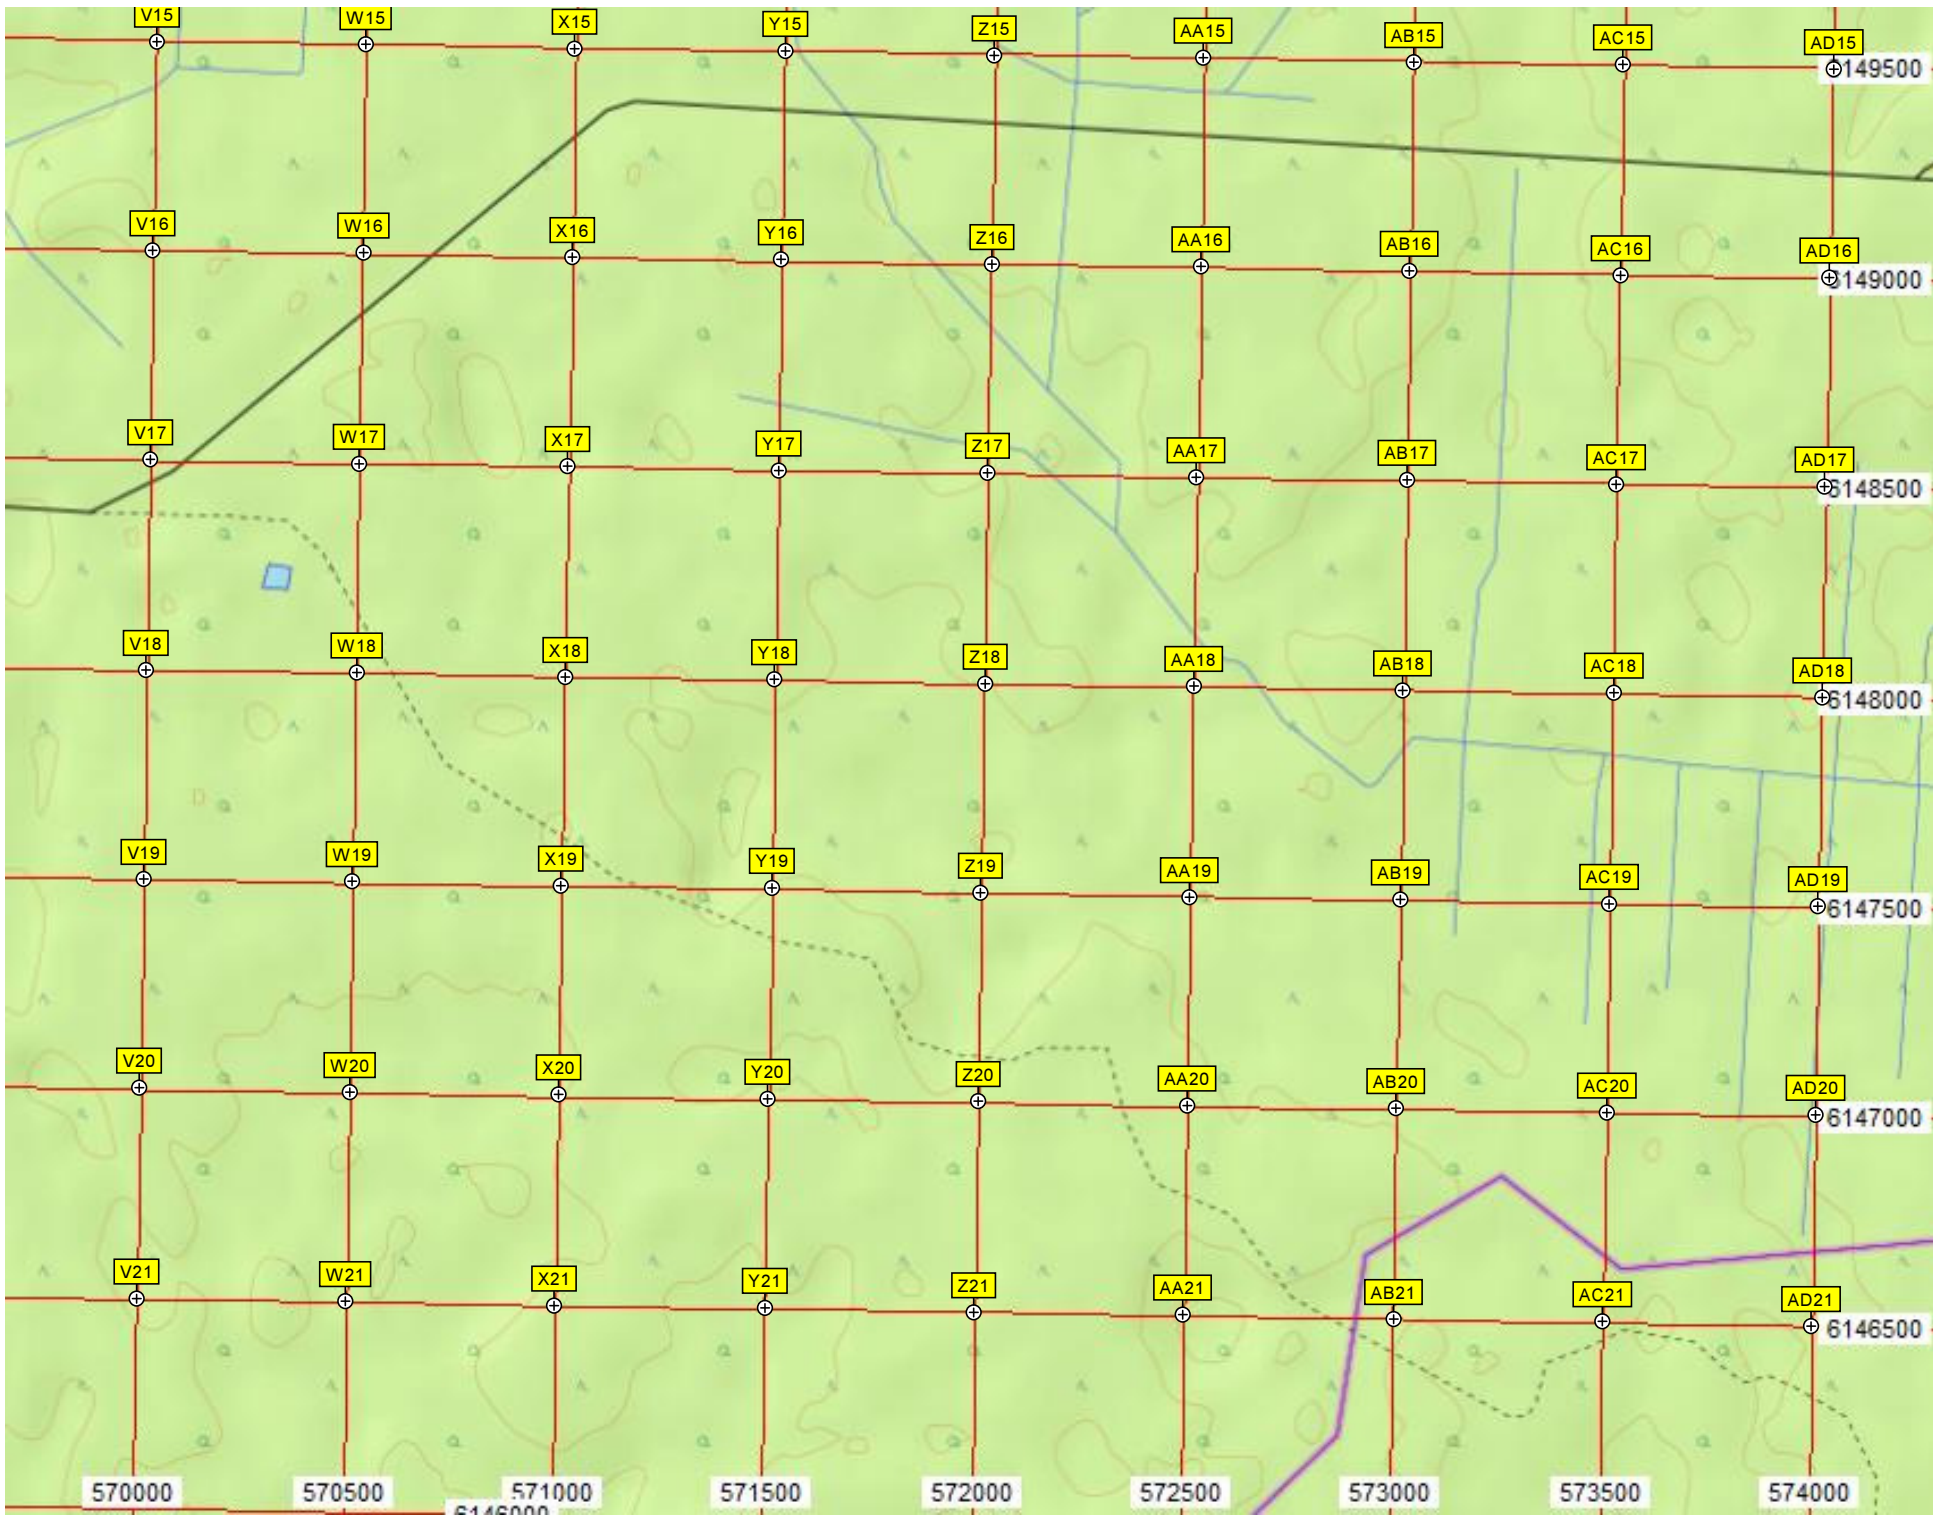 V15 W15 X15 Y15 Z15 AA15 AB15 AC15 AD15
6149500
V16 W16 X16 Y16 Z16 AA16 AB16 AC16 AD16
6149000
V17 W17 X17 Y17 Z17 AA17 AB17 AC17 AD17
6148500
V18 W18 X18 Y18 Z18 AA18 AB18 AC18 AD18
6148000
V19 W19 X19 Y19 Z19 AA19 AB19 AC19 AD19
6147500
V20 W20 X20 Y20 Z20 AA20 AB20 AC20 AD20
6147000
V21 W21 X21 Y21 Z21 AA21 AB21 AC21 AD21
6146500
570000 570500 571000 571500 572000 572500 573000 573500 574000
6146000